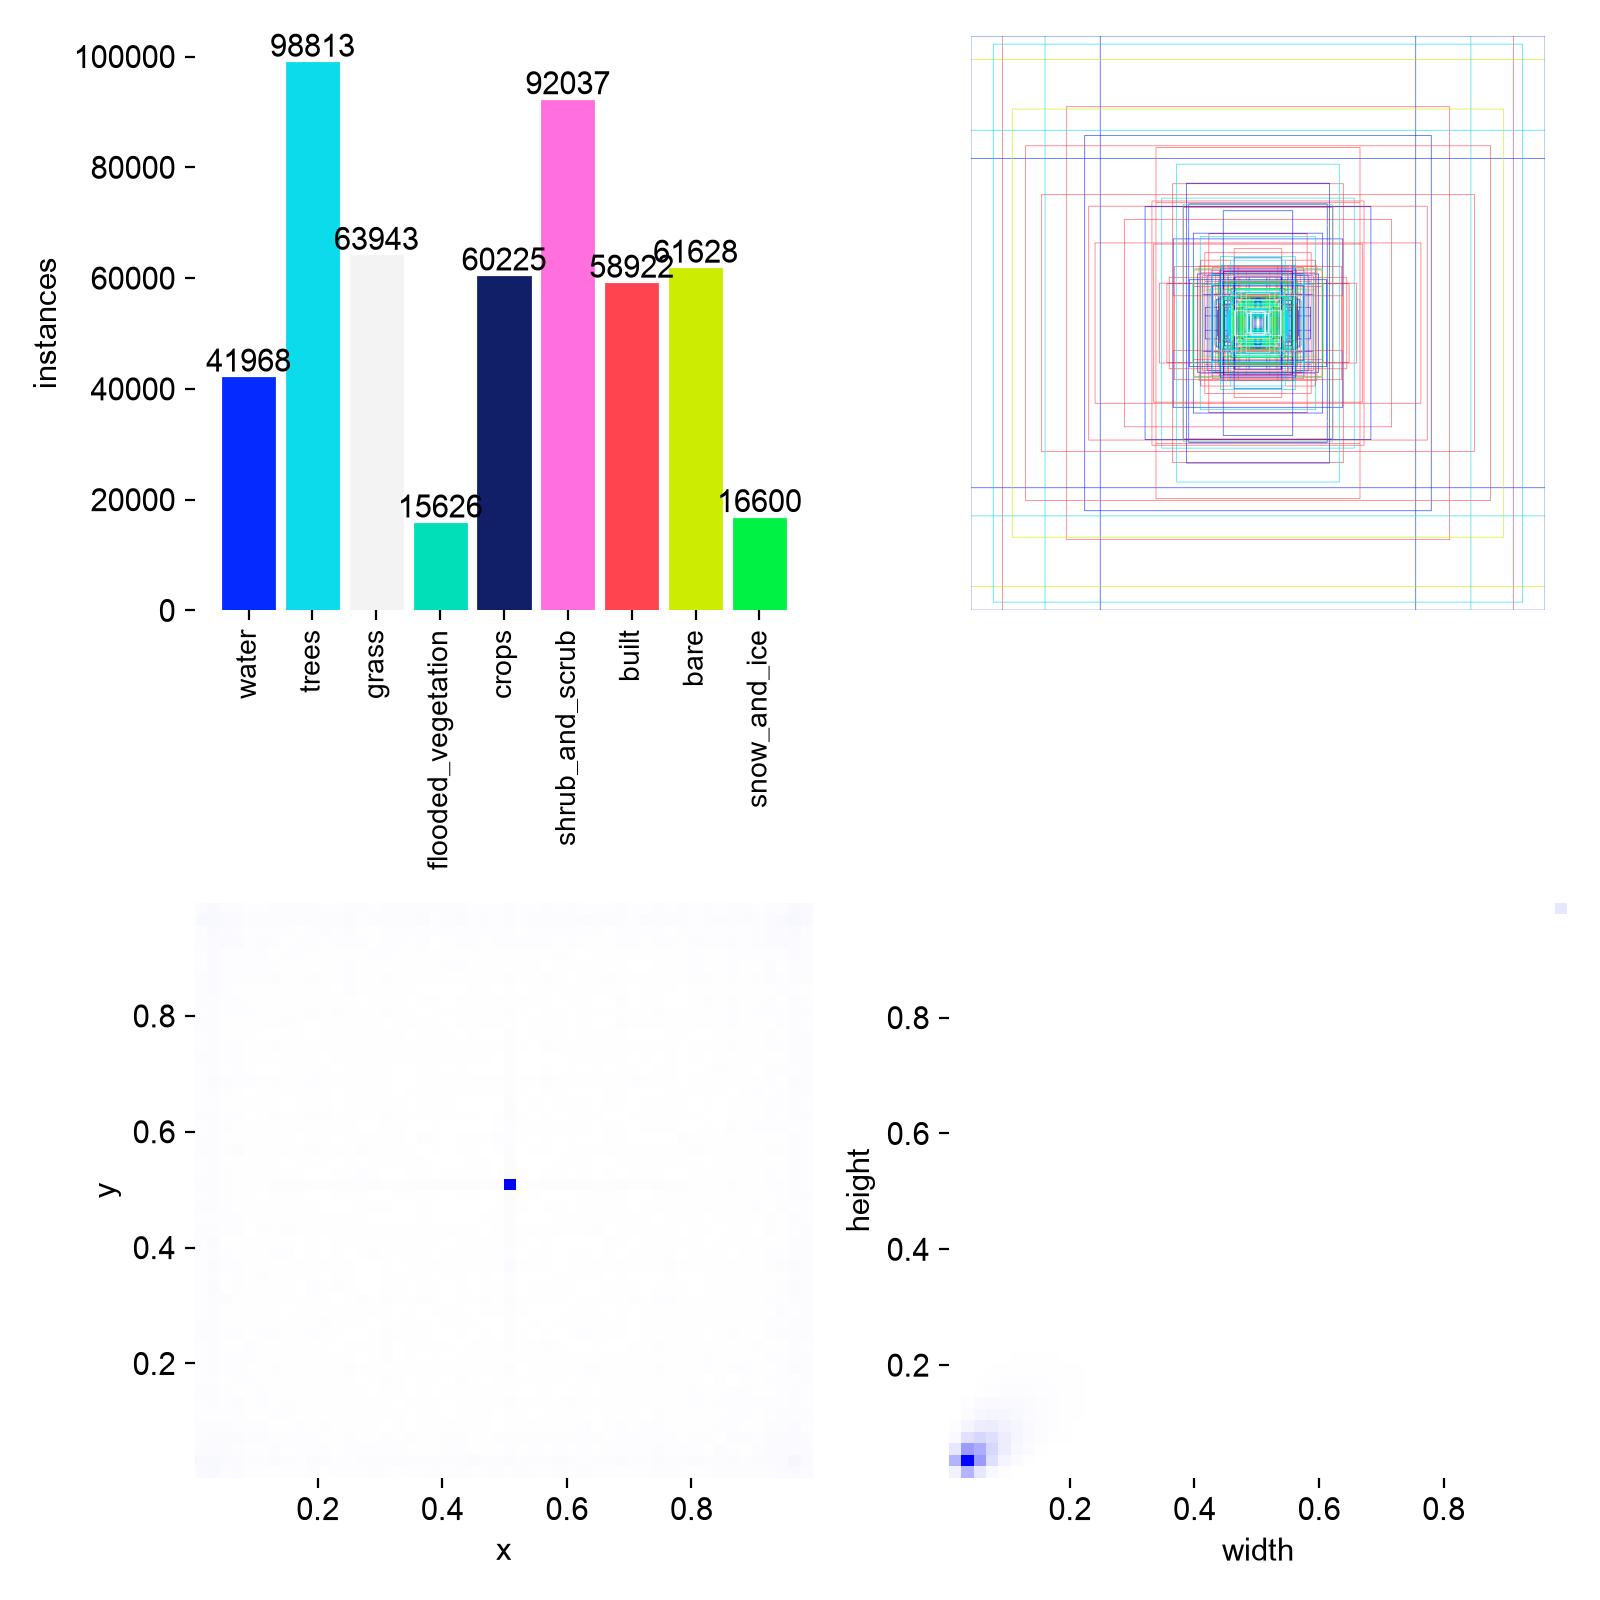 instances
100000
80000
60000
40000
20000
0
41968
98813
63943
15626
60225
92037
58922
61628
16600
water
trees
grass
flooded_vegetation
crops
shrub_and_scrub
built
bare
snow_and_ice
y
0.8
0.6
0.4
0.2
0.2
0.4
0.6
0.8
x
height
0.8
0.6
0.4
0.2
0.2
0.4
0.6
0.8
width